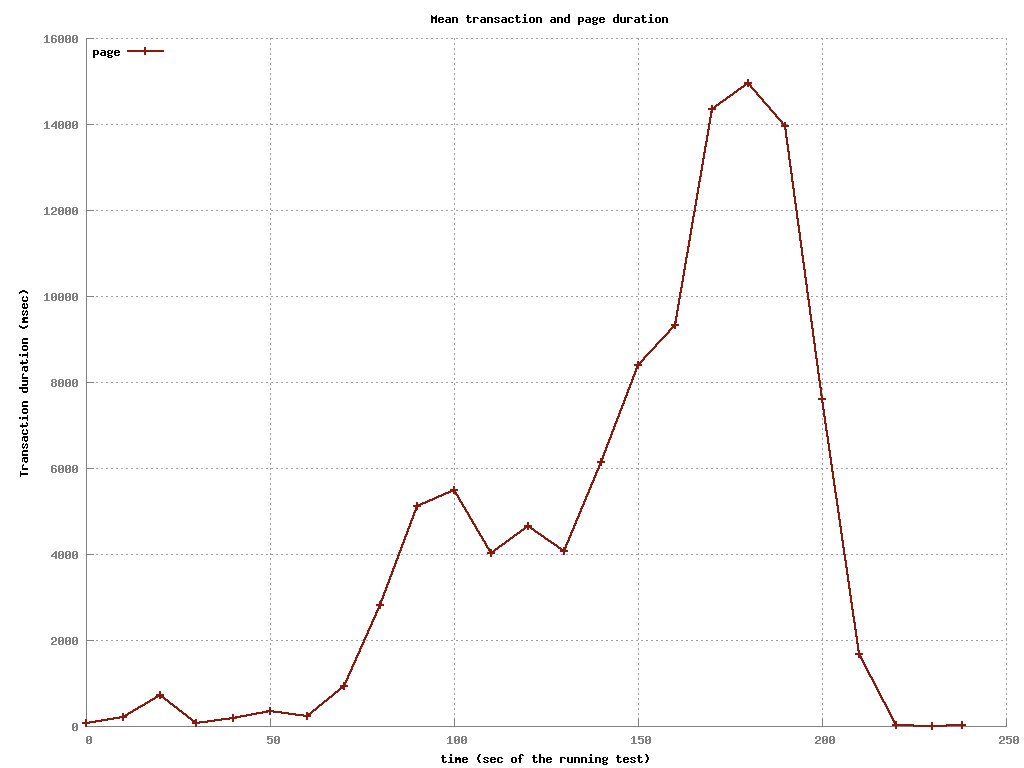 Mean transaction and page duration
16000
page
14000
12000
10000
8000
6000
4000
2000
0
Transaction duration (msec)
0 50 100 150 200 250
time (sec of the running test)